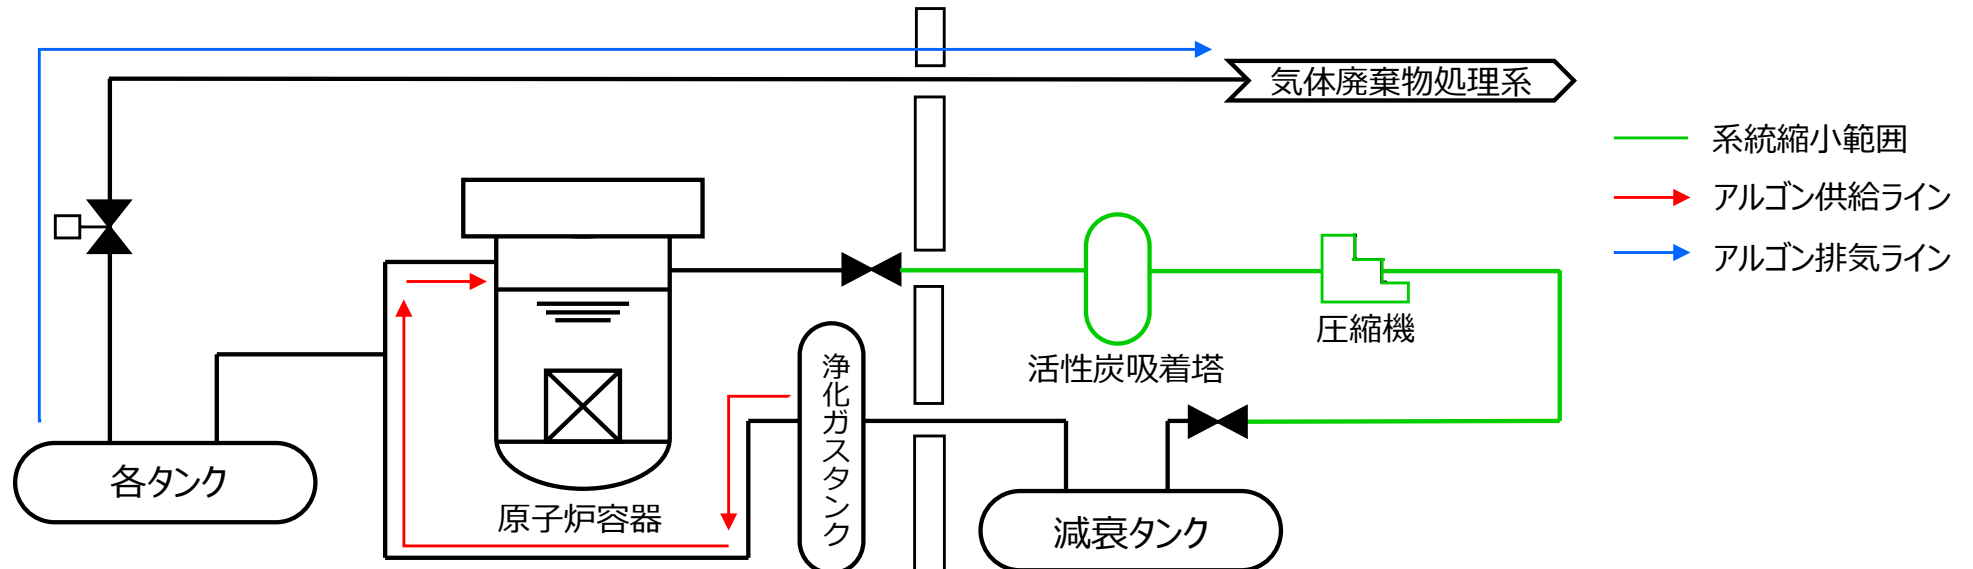 気体廃棄物処理系
系統縮小範囲
アルゴン供給ライン
アルゴン排気ライン
圧縮機
活性炭吸着塔
浄化ガスタンク
各タンク
原子炉容器
減衰タンク